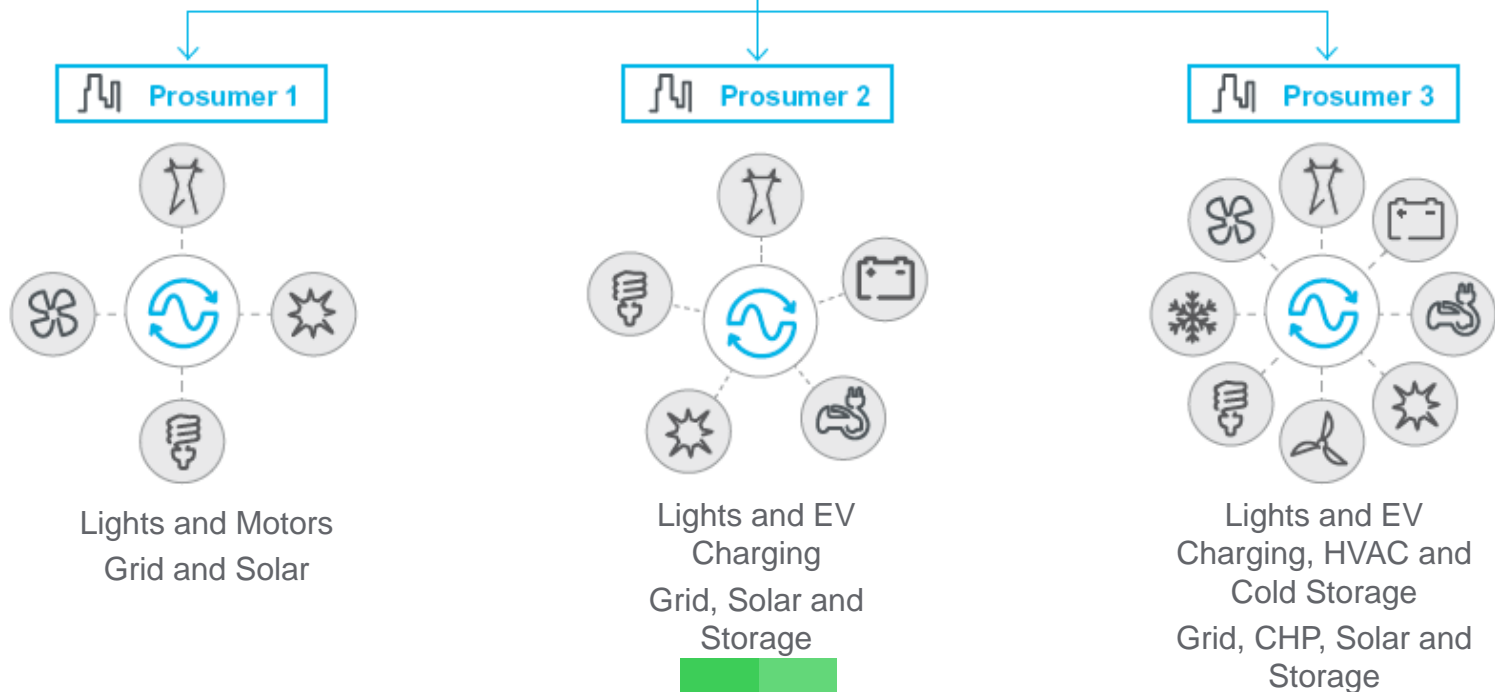 Prosumer 1
Prosumer 2
Prosumer 3
Lights and Motors
Grid and Solar
Lights and EV
Charging
Grid, Solar and
Storage
Lights and EV
Charging, HVAC and
Cold Storage
Grid, CHP, Solar and
Storage